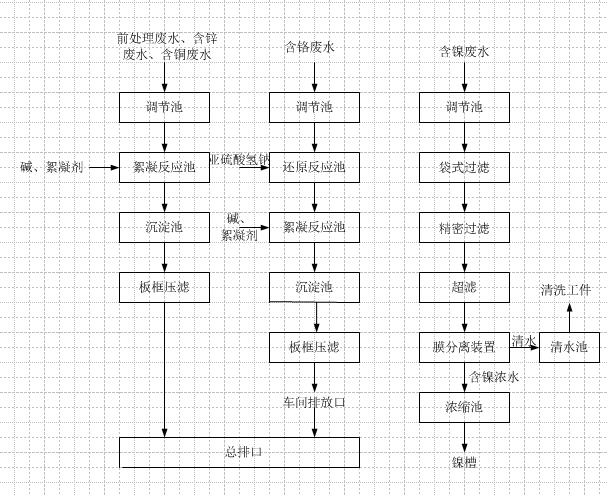 前处理废水、含锌
废水、含铜废水
含铬废水
含镍废水
调节池
调节池
调节池
碱、絮凝剂
絮凝反应池
亚硫酸氢钠
还原反应池
袋式过滤
沉淀池
碱、
絮凝剂
絮凝反应池
精密过滤
板框压滤
沉淀池
超滤
清洗工件
板框压滤
膜分离装置
清水
清水池
含镍浓水
车间排放口
浓缩池
总排口
镍槽